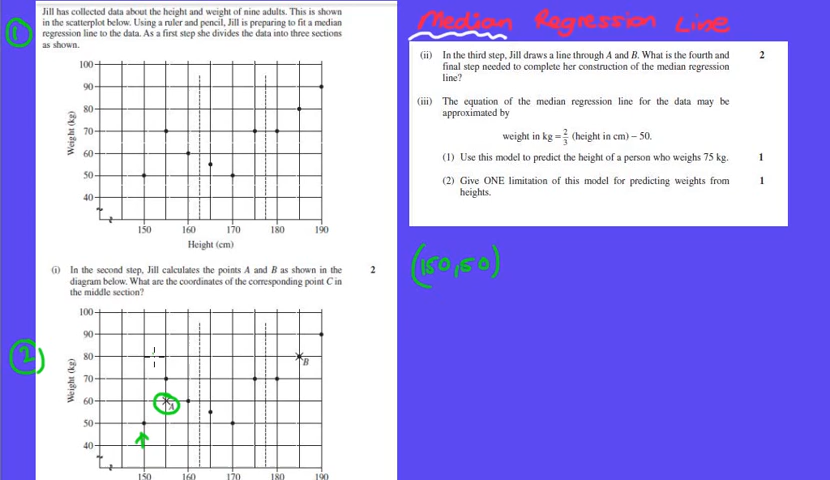 Median Regression Line
1
Jill has collected data about the height and weight of nine adults. This is shown
in the scatterplot below. Using a ruler and pencil, Jill is preparing to fit a median
regression line to the data. As a first step she divides the data into three sections
as shown.
100
90
80
70
60
50
40
Weight (kg)
150 160 170 180 190
Height (cm)
(i) In the second step, Jill calculates the points A and B as shown in the 2
diagram below. What are the coordinates of the corresponding point C in
the middle section?
2
100
90
80
70
60
50
40
Weight (kg)
B
A
150 160 170 180 190
(ii) In the third step, Jill draws a line through A and B. What is the fourth and 2
final step needed to complete her construction of the median regression
line?
(iii) The equation of the median regression line for the data may be
approximated by
weight in kg = 2/3 (height in cm) – 50.
(1) Use this model to predict the height of a person who weighs 75 kg. 1
(2) Give ONE limitation of this model for predicting weights from 1
heights.
(150,50)